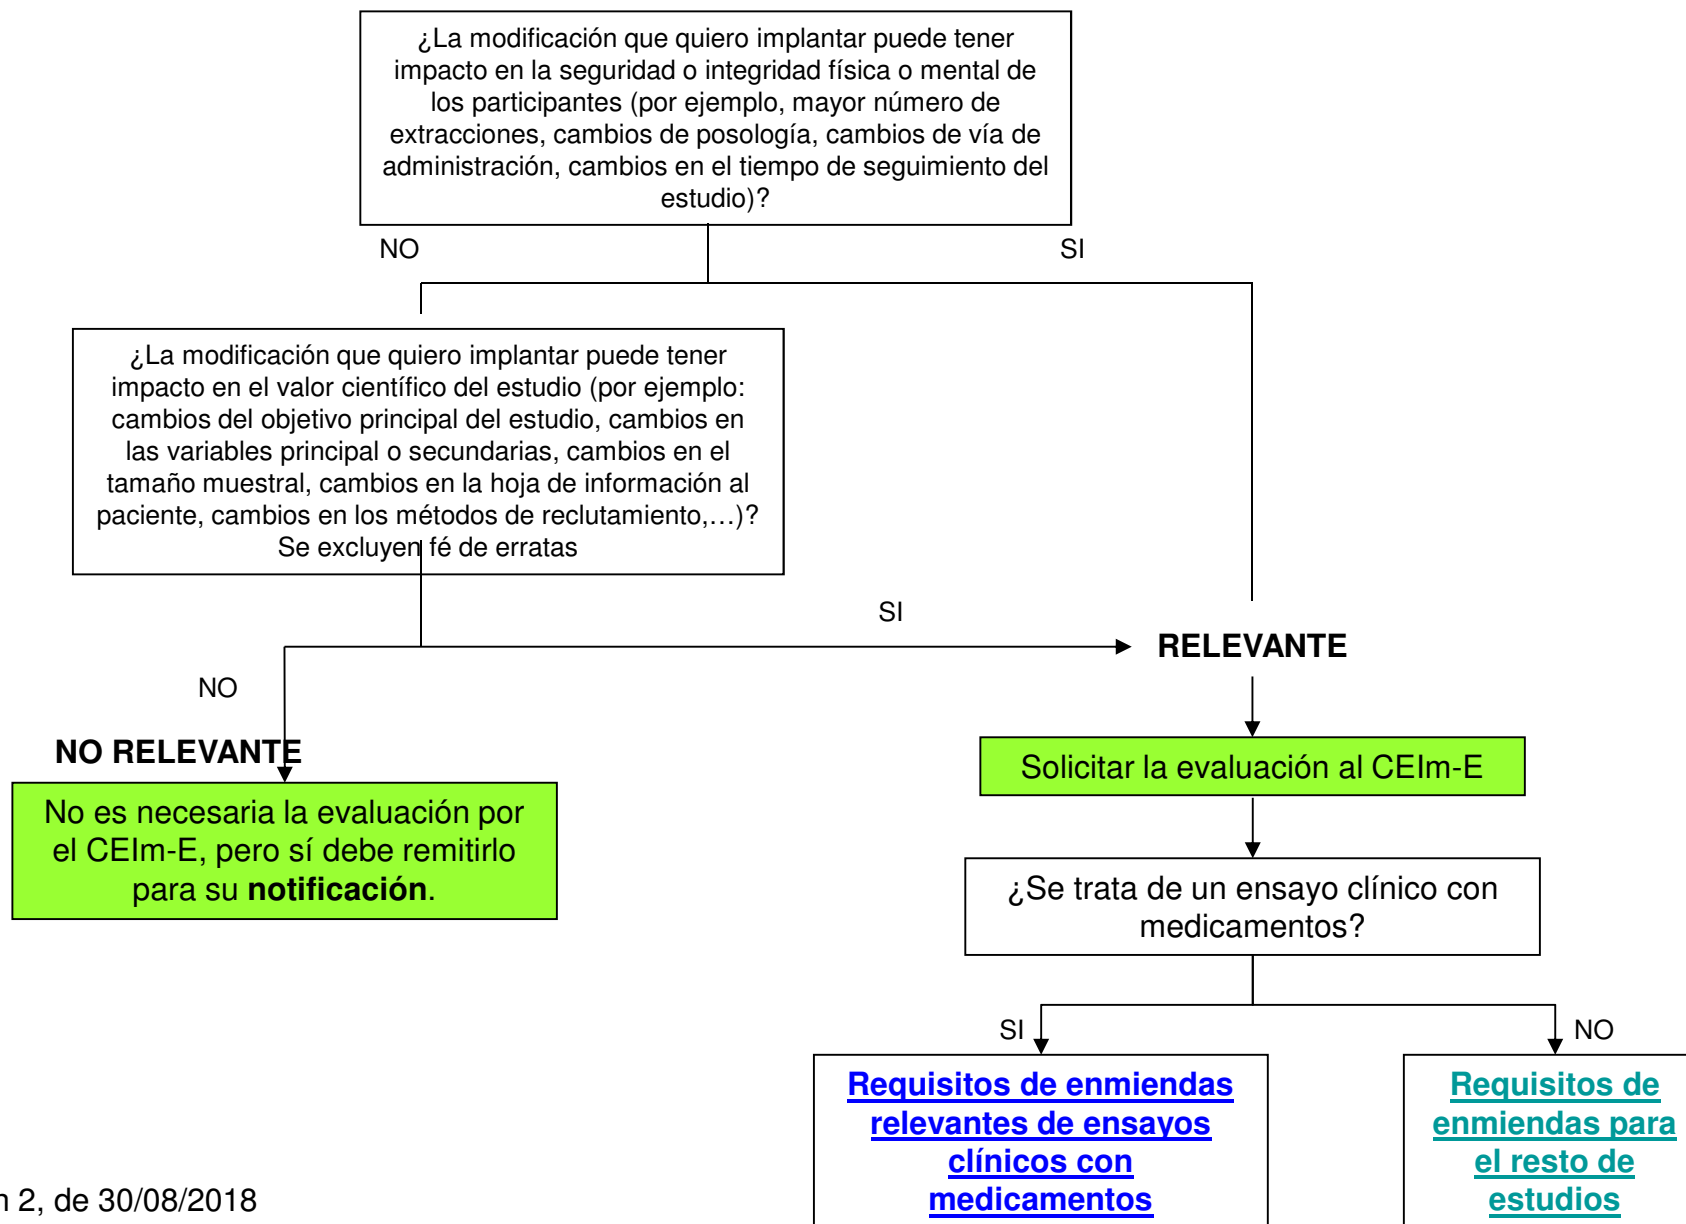 ¿La modificación que quiero implantar puede tener
impacto en la seguridad o integridad física o mental de
los participantes (por ejemplo, mayor número de
extracciones, cambios de posología, cambios de vía de
administración, cambios en el tiempo de seguimiento del
estudio)?
NO
SI
¿La modificación que quiero implantar puede tener
impacto en el valor científico del estudio (por ejemplo:
cambios del objetivo principal del estudio, cambios en
las variables principal o secundarias, cambios en el
tamaño muestral, cambios en la hoja de información al
paciente, cambios en los métodos de reclutamiento,…)?
Se excluyen fé de erratas
SI
RELEVANTE
NO
NO RELEVANTE
No es necesaria la evaluación por
el CEIm-E, pero sí debe remitirlo
para su notificación.
Solicitar la evaluación al CEIm-E
¿Se trata de un ensayo clínico con
medicamentos?
SI
NO
Requisitos de enmiendas
relevantes de ensayos
clínicos con
medicamentos
Requisitos de
enmiendas para
el resto de
estudios
n 2, de 30/08/2018